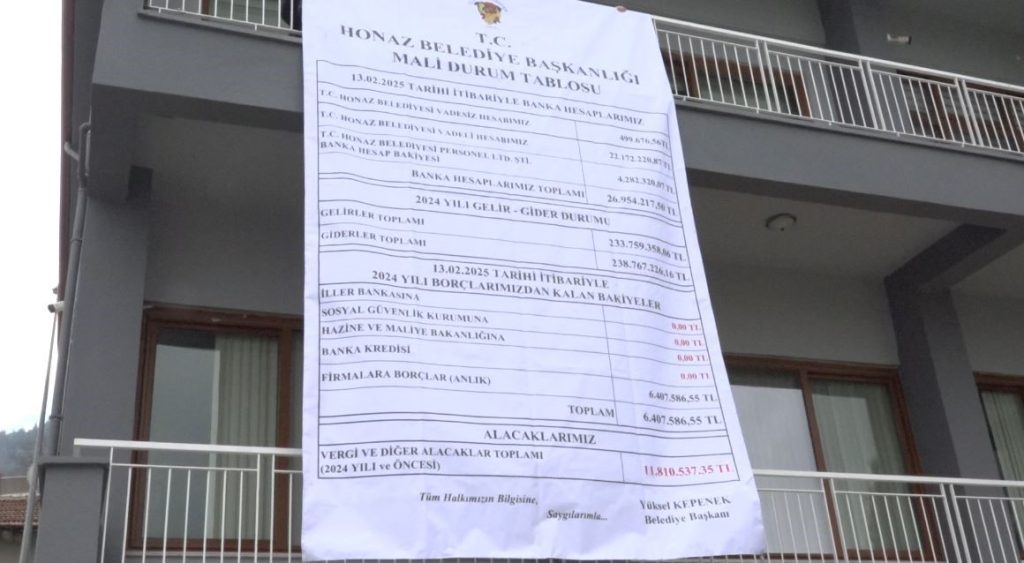 T.C.
HONAZ BELEDİYE BAŞKANLIĞI
MALİ DURUM TABLOSU
13.02.2025 TARİHİ İTİBARİYLE BANKA HESAPLARIMIZ
T.C. HONAZ BELEDİYESİ VADESİZ HESABIMIZ 499.676,56TL
T.C. HONAZ BELEDİYESİ VADELİ HESABIMIZ 22.172.220,87TL
T.C. HONAZ BELEDİYESİ PERSONEL LTD. ŞTİ.
BANKA HESAP BAKİYESİ 4.282.320,07TL
BANKA HESAPLARIMIZ TOPLAMI 26.954.217,50 TL
2024 YILI GELİR - GİDER DURUMU
GELİRLER TOPLAMI 233.759.358,06 TL
GİDERLER TOPLAMI 238.767.226,16 TL
13.02.2025 TARİHİ İTİBARİYLE
2024 YILI BORÇLARIMIZDAN KALAN BAKİYELER
İLLER BANKASINA 0,00 TL
SOSYAL GÜVENLİK KURUMUNA 0,00 TL
HAZİNE VE MALİYE BAKANLIĞINA 0,00 TL
BANKA KREDİSİ 0,00 TL
FİRMALARA BORÇLAR (ANLIK) 6.407.586,55 TL
TOPLAM 6.407.586,55 TL
ALACAKLARIMIZ
VERGİ VE DİĞER ALACAKLAR TOPLAMI
(2024 YILI ve ÖNCESİ) 11.810.537,35 TL
Tüm Halkımızın Bilgisine,
Saygılarımla...
Yüksel KEPENEK
Belediye Başkanı